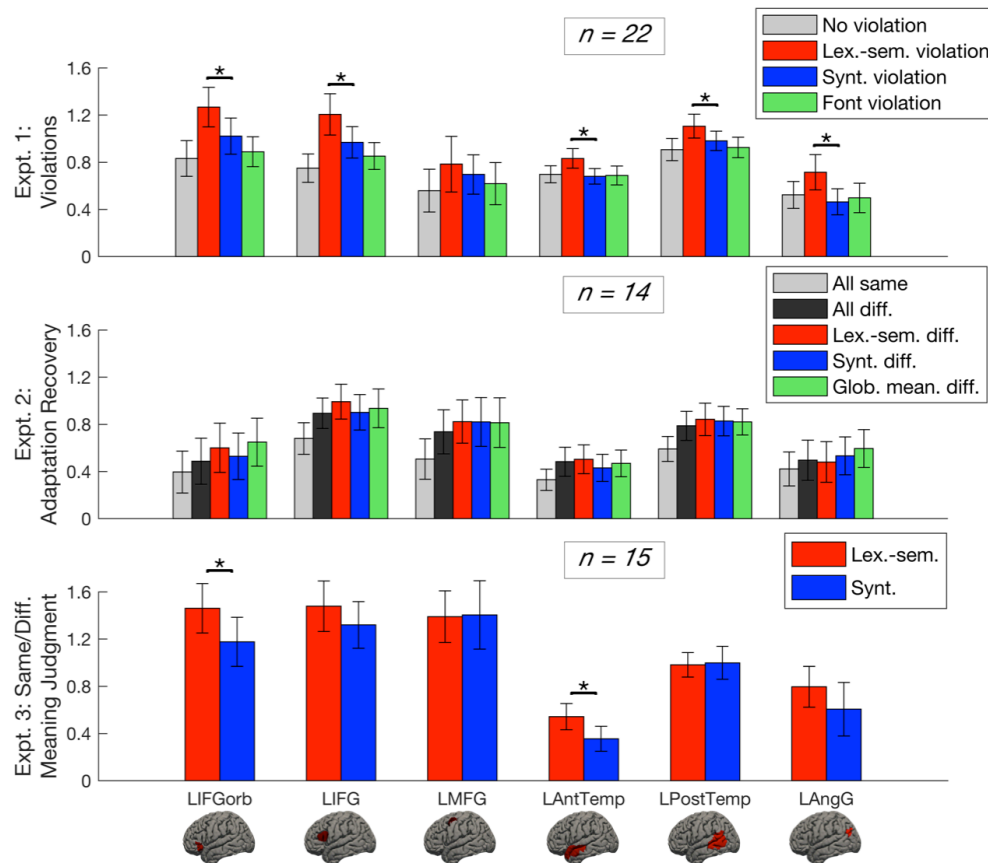 n = 22
No violation
Lex.-sem. violation
Synt. violation
Font violation
Expt. 1:
Violations
1.6
1.2
0.8
0.4
0
*
*
*
*
*
n = 14
All same
All diff.
Lex.-sem. diff.
Synt. diff.
Glob. mean. diff.
Expt. 2:
Adaptation Recovery
1.6
1.2
0.8
0.4
0
n = 15
Lex.-sem.
Synt.
Expt. 3: Same/Diff.
Meaning Judgment
1.6
1.2
0.8
0.4
0
*
*
LIFGorb
LIFG
LMFG
LAntTemp
LPostTemp
LAngG